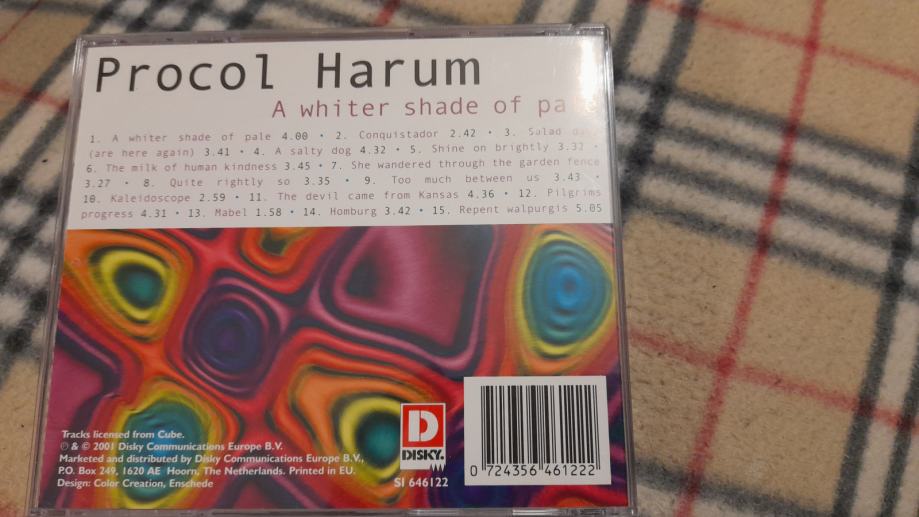 Procol Harum
A whiter shade of pale
1. A whiter shade of pale 4.00 • 2. Conquistador 2.42 • 3. Salad
(are here again) 3.41 • 4. A salty dog 4.32 • 5. Shine on brightly 3.32 •
6. The milk of human kindness 3.45 • 7. She wandered through the garden fence
3.27 • 8. Quite rightly so 3.35 • 9. Too much between us 3.43 •
10. Kaleidoscope 2.59 • 11. The devil came from Kansas 4.36 • 12. Pilgrims
progress 4.31 • 13. Mabel 1.58 • 14. Homburg 3.42 • 15. Repent walpurgis 5.05
Tracks licensed from Cube.
℗ & © 2001 Disky Communications Europe B.V.
Marketed and distributed by Disky Communications Europe B.V.,
P.O. Box 249, 1620 AE Hoorn, The Netherlands. Printed in EU.
Design: Color Creation, Enschede
D
DISKY.
SI 646122
0 724356 461222